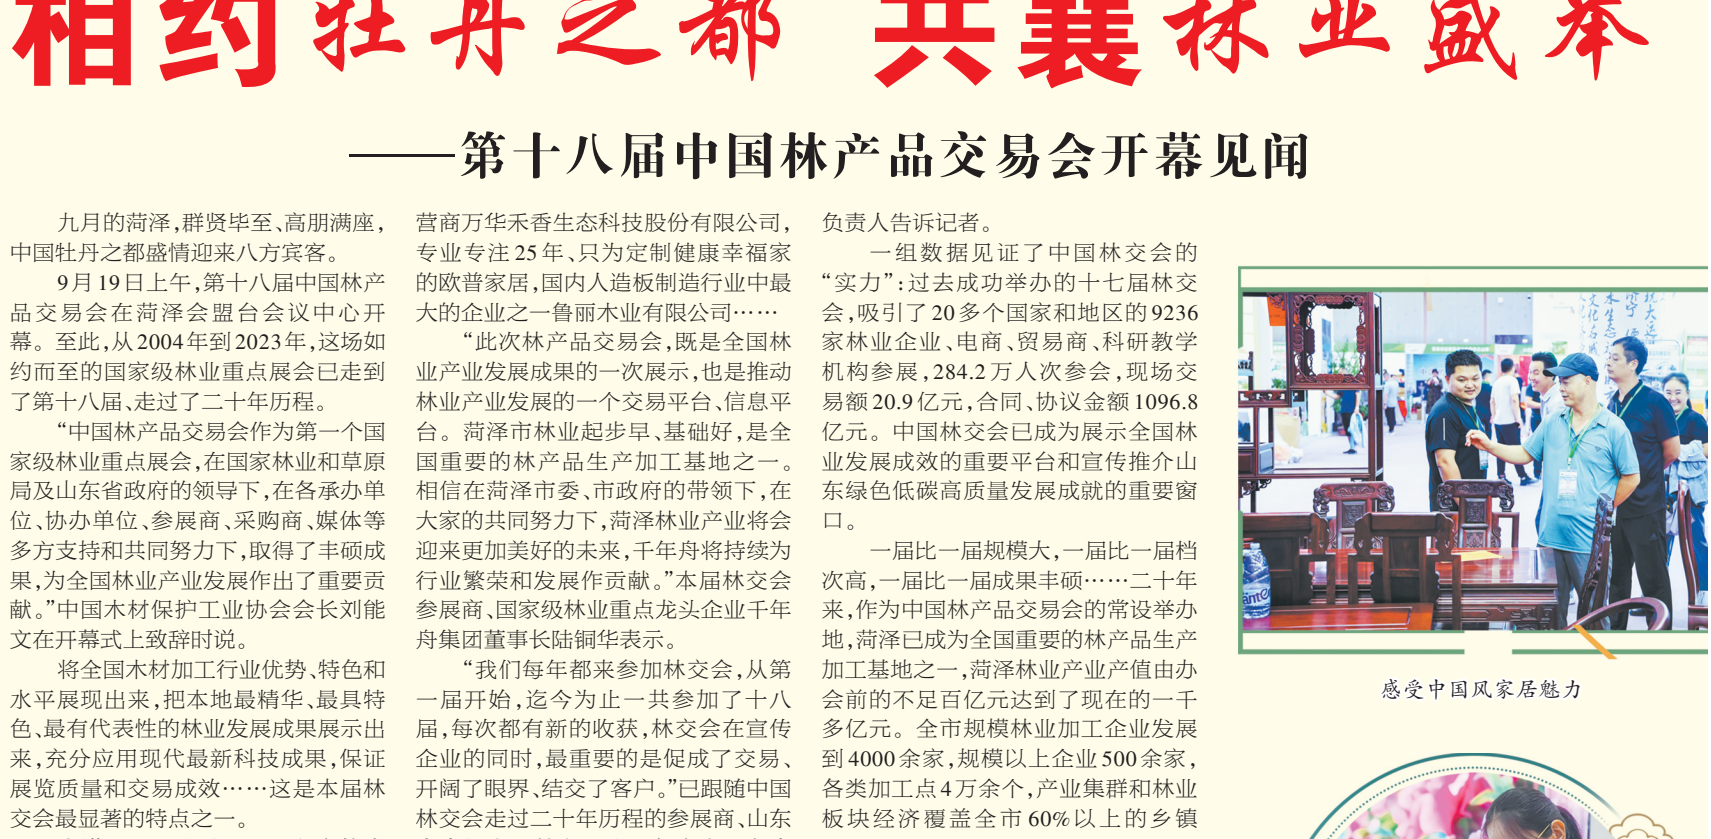 相约牡丹之都 共襄林业盛举
——第十八届中国林产品交易会开幕见闻
九月的菏泽，群贤毕至、高朋满座，
中国牡丹之都盛情迎来八方宾客。
9月19日上午，第十八届中国林产
品交易会在菏泽会盟台会议中心开
幕。至此，从2004年到2023年，这场如
约而至的国家级林业重点展会已走到
了第十八届、走过了二十年历程。
“中国林产品交易会作为第一个国
家级林业重点展会，在国家林业和草原
局及山东省政府的领导下，在各承办单
位、协办单位、参展商、采购商、媒体等
多方支持和共同努力下，取得了丰硕成
果，为全国林业产业发展作出了重要贡
献。”中国木材保护工业协会会长刘能
文在开幕式上致辞时说。
将全国木材加工行业优势、特色和
水平展现出来，把本地最精华、最具特
色、最有代表性的林业发展成果展示出
来，充分应用现代最新科技成果，保证
展览质量和交易成效……这是本届林
交会最显著的特点之一。
营商万华禾香生态科技股份有限公司，
专业专注25年、只为定制健康幸福家
的欧普家居，国内人造板制造行业中最
大的企业之一鲁丽木业有限公司……
“此次林产品交易会，既是全国林
业产业发展成果的一次展示，也是推动
林业产业发展的一个交易平台、信息平
台。菏泽市林业起步早、基础好，是全
国重要的林产品生产加工基地之一。
相信在菏泽市委、市政府的带领下，在
大家的共同努力下，菏泽林业产业将会
迎来更加美好的未来，千年舟将持续为
行业繁荣和发展作贡献。”本届林交会
参展商、国家级林业重点龙头企业千年
舟集团董事长陆铜华表示。
“我们每年都来参加林交会，从第
一届开始，迄今为止一共参加了十八
届，每次都有新的收获，林交会在宣传
企业的同时，最重要的是促成了交易、
开阔了眼界、结交了客户。”已跟随中国
林交会走过二十年历程的参展商、山东
负责人告诉记者。
一组数据见证了中国林交会的
“实力”：过去成功举办的十七届林交
会，吸引了20多个国家和地区的9236
家林业企业、电商、贸易商、科研教学
机构参展，284.2万人次参会，现场交
易额20.9亿元，合同、协议金额1096.8
亿元。中国林交会已成为展示全国林
业发展成效的重要平台和宣传推介山
东绿色低碳高质量发展成就的重要窗
口。
一届比一届规模大，一届比一届档
次高，一届比一届成果丰硕……二十年
来，作为中国林产品交易会的常设举办
地，菏泽已成为全国重要的林产品生产
加工基地之一，菏泽林业产业产值由办
会前的不足百亿元达到了现在的一千
多亿元。全市规模林业加工企业发展
到4000余家，规模以上企业500余家，
各类加工点4万余个，产业集群和林业
板块经济覆盖全市60%以上的乡镇
感受中国风家居魅力